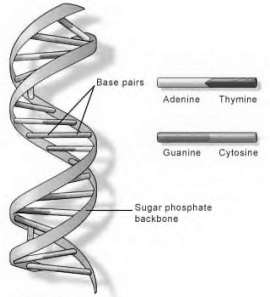 Base pairs
Adenine Thymine
Guanine Cytosine
Sugar phosphate
backbone